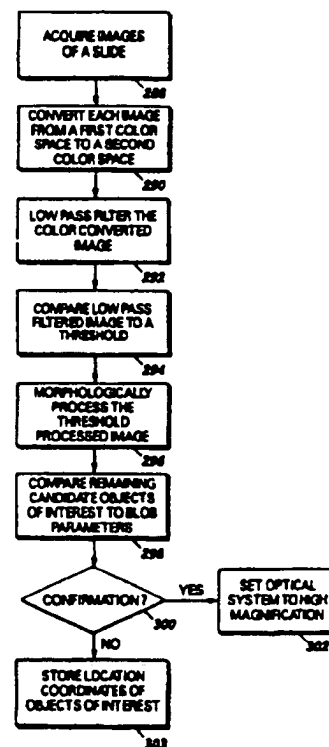 ACQUIRE IMAGES
OF A SLIDE
288
CONVERT EACH IMAGE
FROM A FIRST COLOR
SPACE TO A SECOND
COLOR SPACE
290
LOW PASS FILTER THE
COLOR CONVERTED
IMAGE
292
COMPARE LOW PASS
FILTERED IMAGE TO A
THRESHOLD
294
MORPHOLOGICALLY
PROCESS THE
THRESHOLD
PROCESSED IMAGE
296
COMPARE REMAINING
CANDIDATE OBJECTS
OF INTEREST TO BLOB
PARAMETERS
298
CONFIRMATION?
YES
300
SET OPTICAL
SYSTEM TO HIGH
MAGNIFICATION
302
NO
STORE LOCATION
COORDINATES OF
OBJECTS OF INTEREST
303